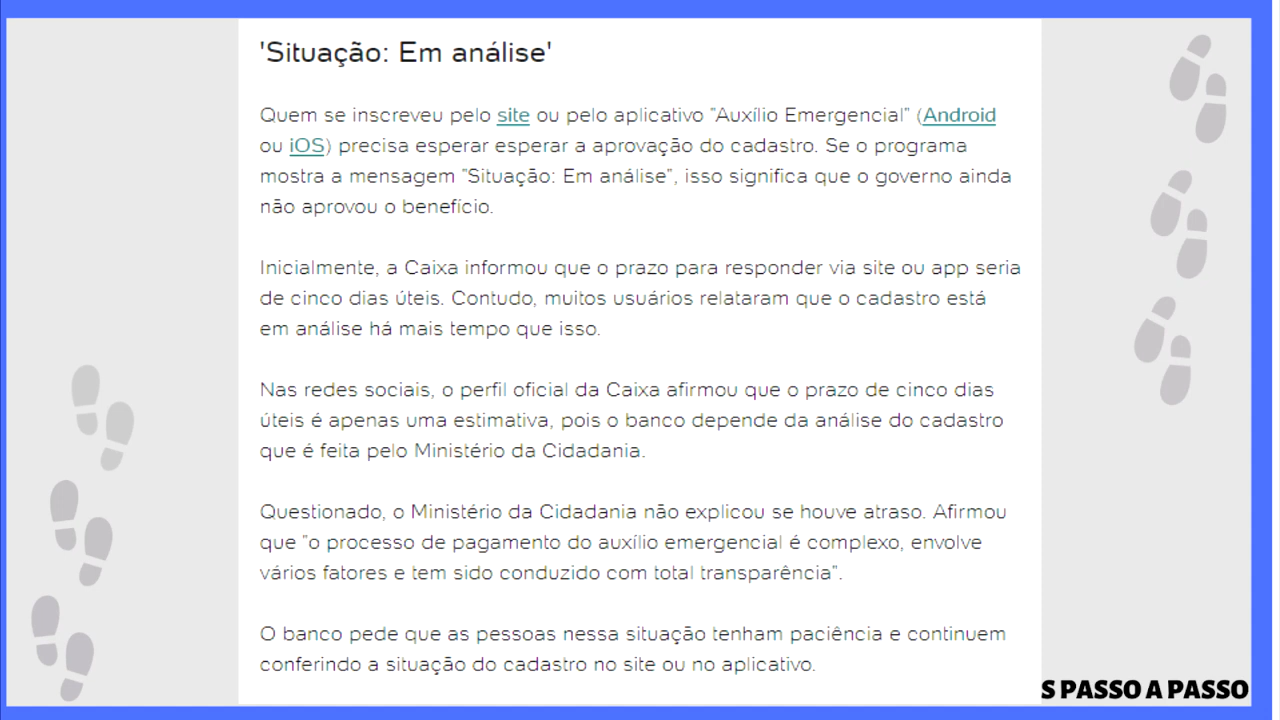 'Situação: Em análise'
Quem se inscreveu pelo site ou pelo aplicativo "Auxílio Emergencial" (Android
ou iOS) precisa esperar esperar a aprovação do cadastro. Se o programa
mostra a mensagem "Situação: Em análise", isso significa que o governo ainda
não aprovou o benefício.
Inicialmente, a Caixa informou que o prazo para responder via site ou app seria
de cinco dias úteis. Contudo, muitos usuários relataram que o cadastro está
em análise há mais tempo que isso.
Nas redes sociais, o perfil oficial da Caixa afirmou que o prazo de cinco dias
úteis é apenas uma estimativa, pois o banco depende da análise do cadastro
que é feita pelo Ministério da Cidadania.
Questionado, o Ministério da Cidadania não explicou se houve atraso. Afirmou
que "o processo de pagamento do auxílio emergencial é complexo, envolve
vários fatores e tem sido conduzido com total transparência".
O banco pede que as pessoas nessa situação tenham paciência e continuem
conferindo a situação do cadastro no site ou no aplicativo.
S PASSO A PASSO